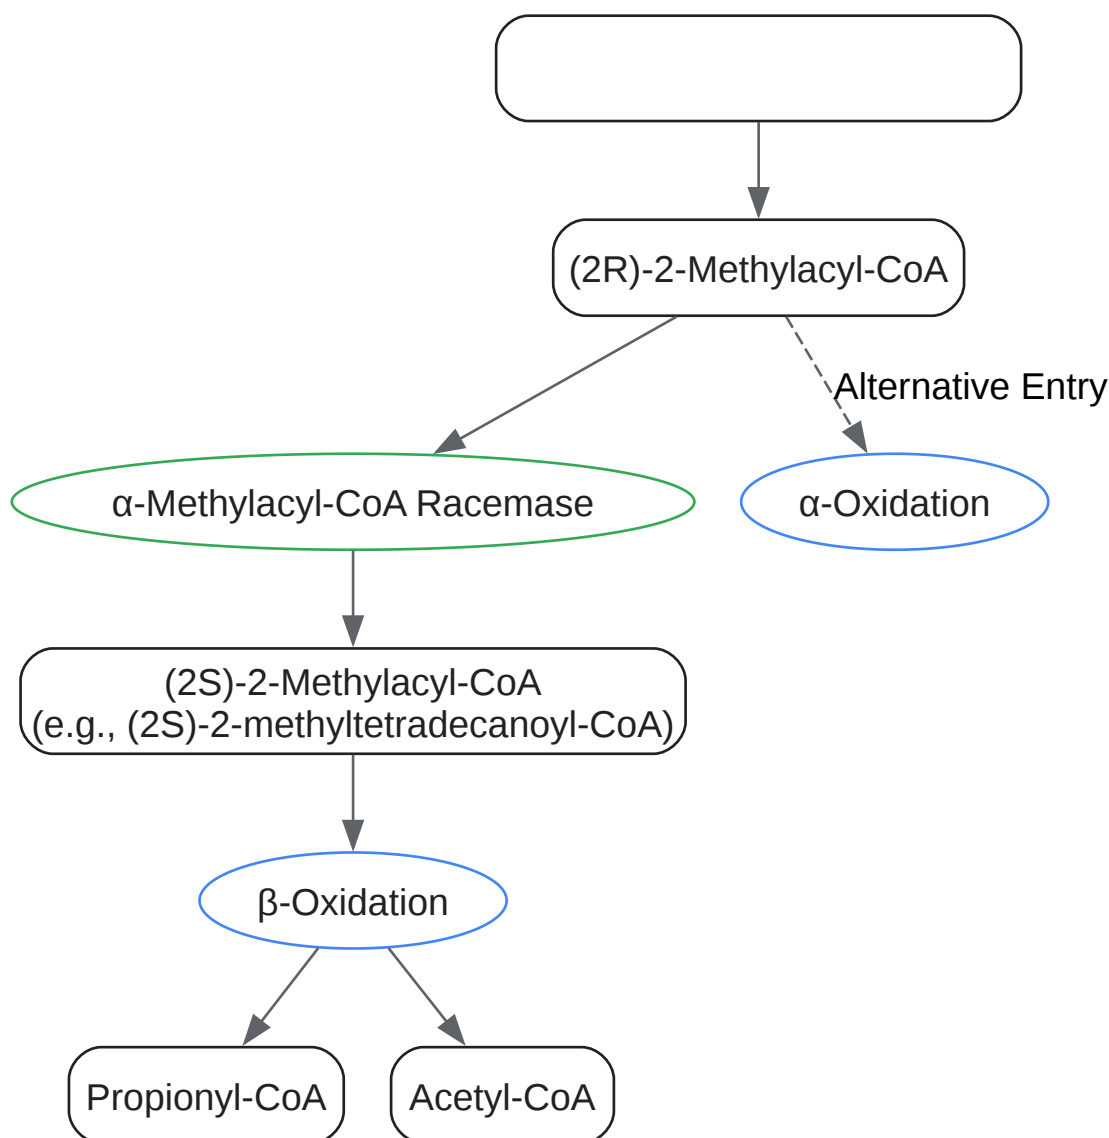 (2R)-2-Methylacyl-CoA
Alternative Entry
α-Methylacyl-CoA Racemase
α-Oxidation
(2S)-2-Methylacyl-CoA
(e.g., (2S)-2-methyltetradecanoyl-CoA)
β-Oxidation
Propionyl-CoA
Acetyl-CoA